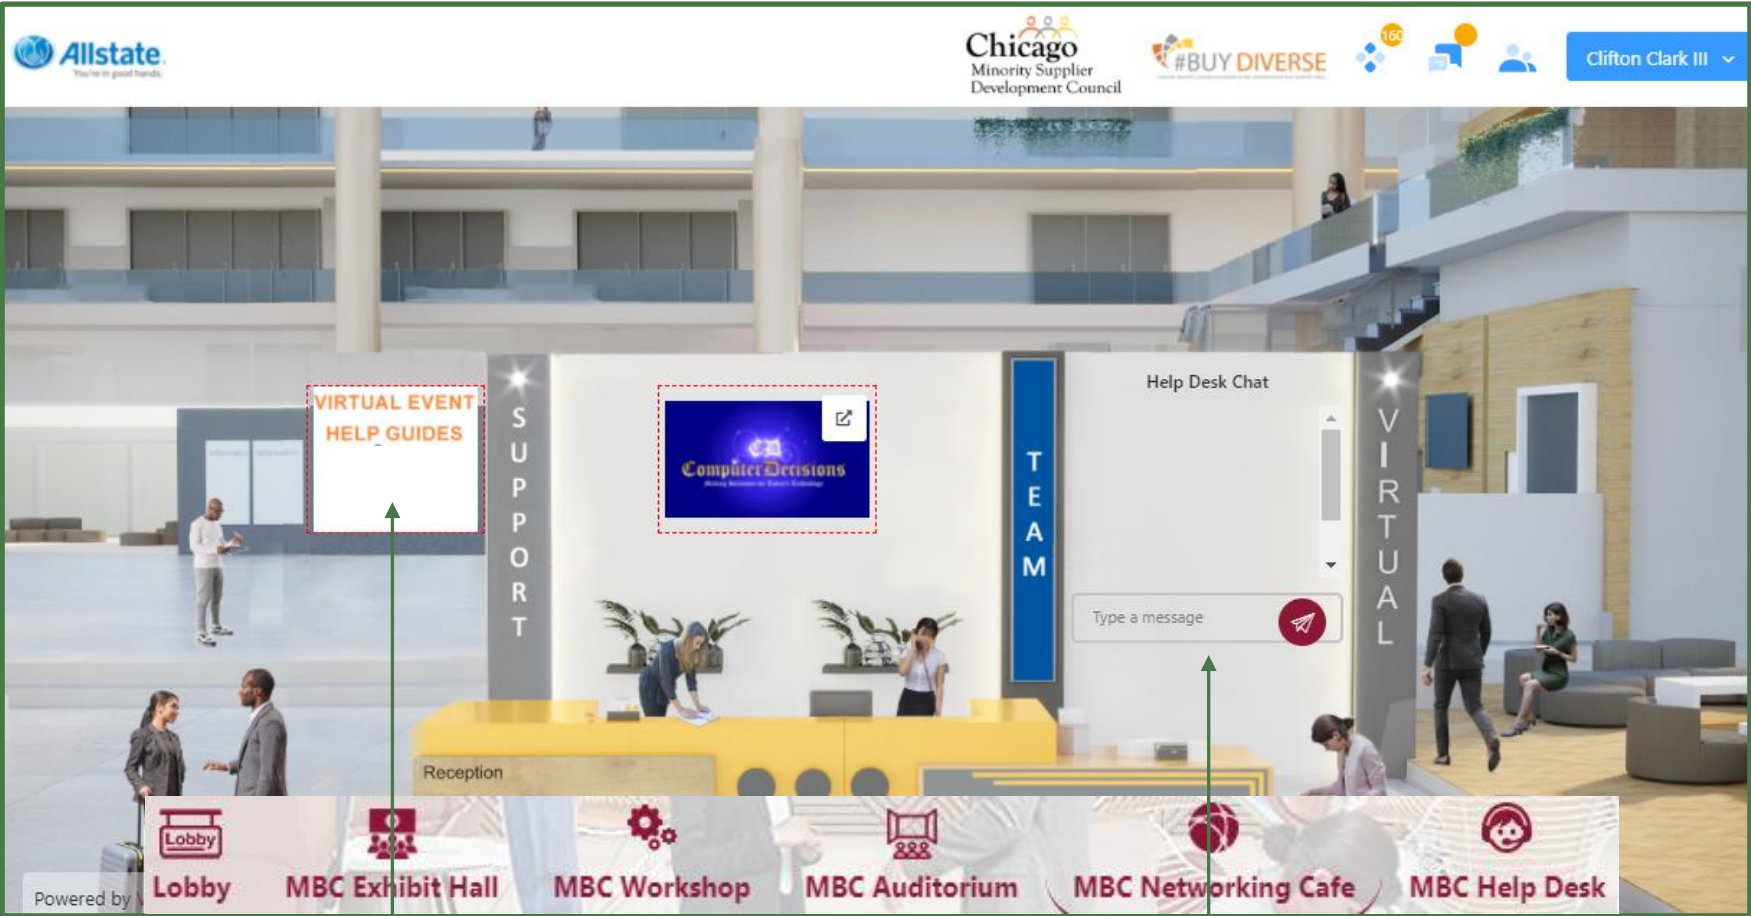 Allstate.
You're in good hands.
Chicago
Minority Supplier
Development Council
#BUY DIVERSE
160
Clifton Clark III
VIRTUAL EVENT
HELP GUIDES
SUPPORT
CD
Computer Decisions
TEAM
Help Desk Chat
Type a message
VIRTUAL
Reception
Lobby
Lobby
MBC Exhibit Hall
MBC Workshop
MBC Auditorium
MBC Networking Cafe
MBC Help Desk
Powered by